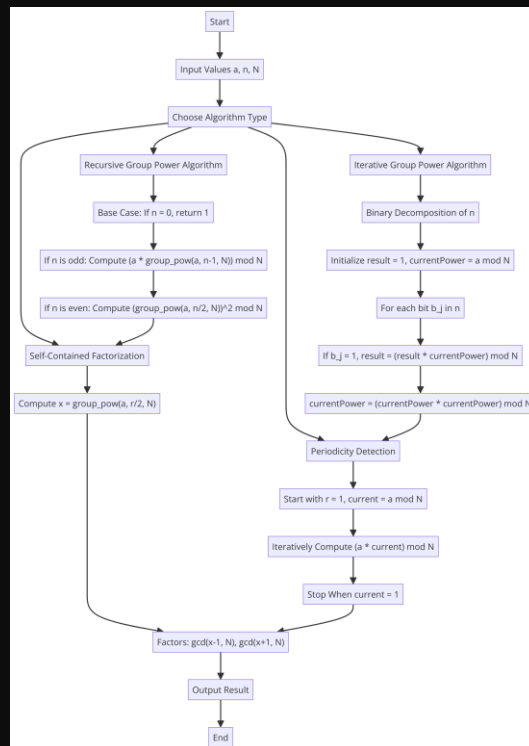 Start
Input Values a, n, N
Choose Algorithm Type
Recursive Group Power Algorithm
Iterative Group Power Algorithm
Base Case: If n = 0, return 1
Binary Decomposition of n
If n is odd: Compute (a * group_pow(a, n-1, N)) mod N
Initialize result = 1, currentPower = a mod N
If n is even: Compute (group_pow(a, n/2, N))^2 mod N
For each bit b_j in n
Self-Contained Factorization
If b_j = 1, result = (result * currentPower) mod N
Compute x = group_pow(a, r/2, N)
currentPower = (currentPower * currentPower) mod N
Periodicity Detection
Start with r = 1, current = a mod N
Iteratively Compute (a * current) mod N
Stop When current = 1
Factors: gcd(x-1, N), gcd(x+1, N)
Output Result
End